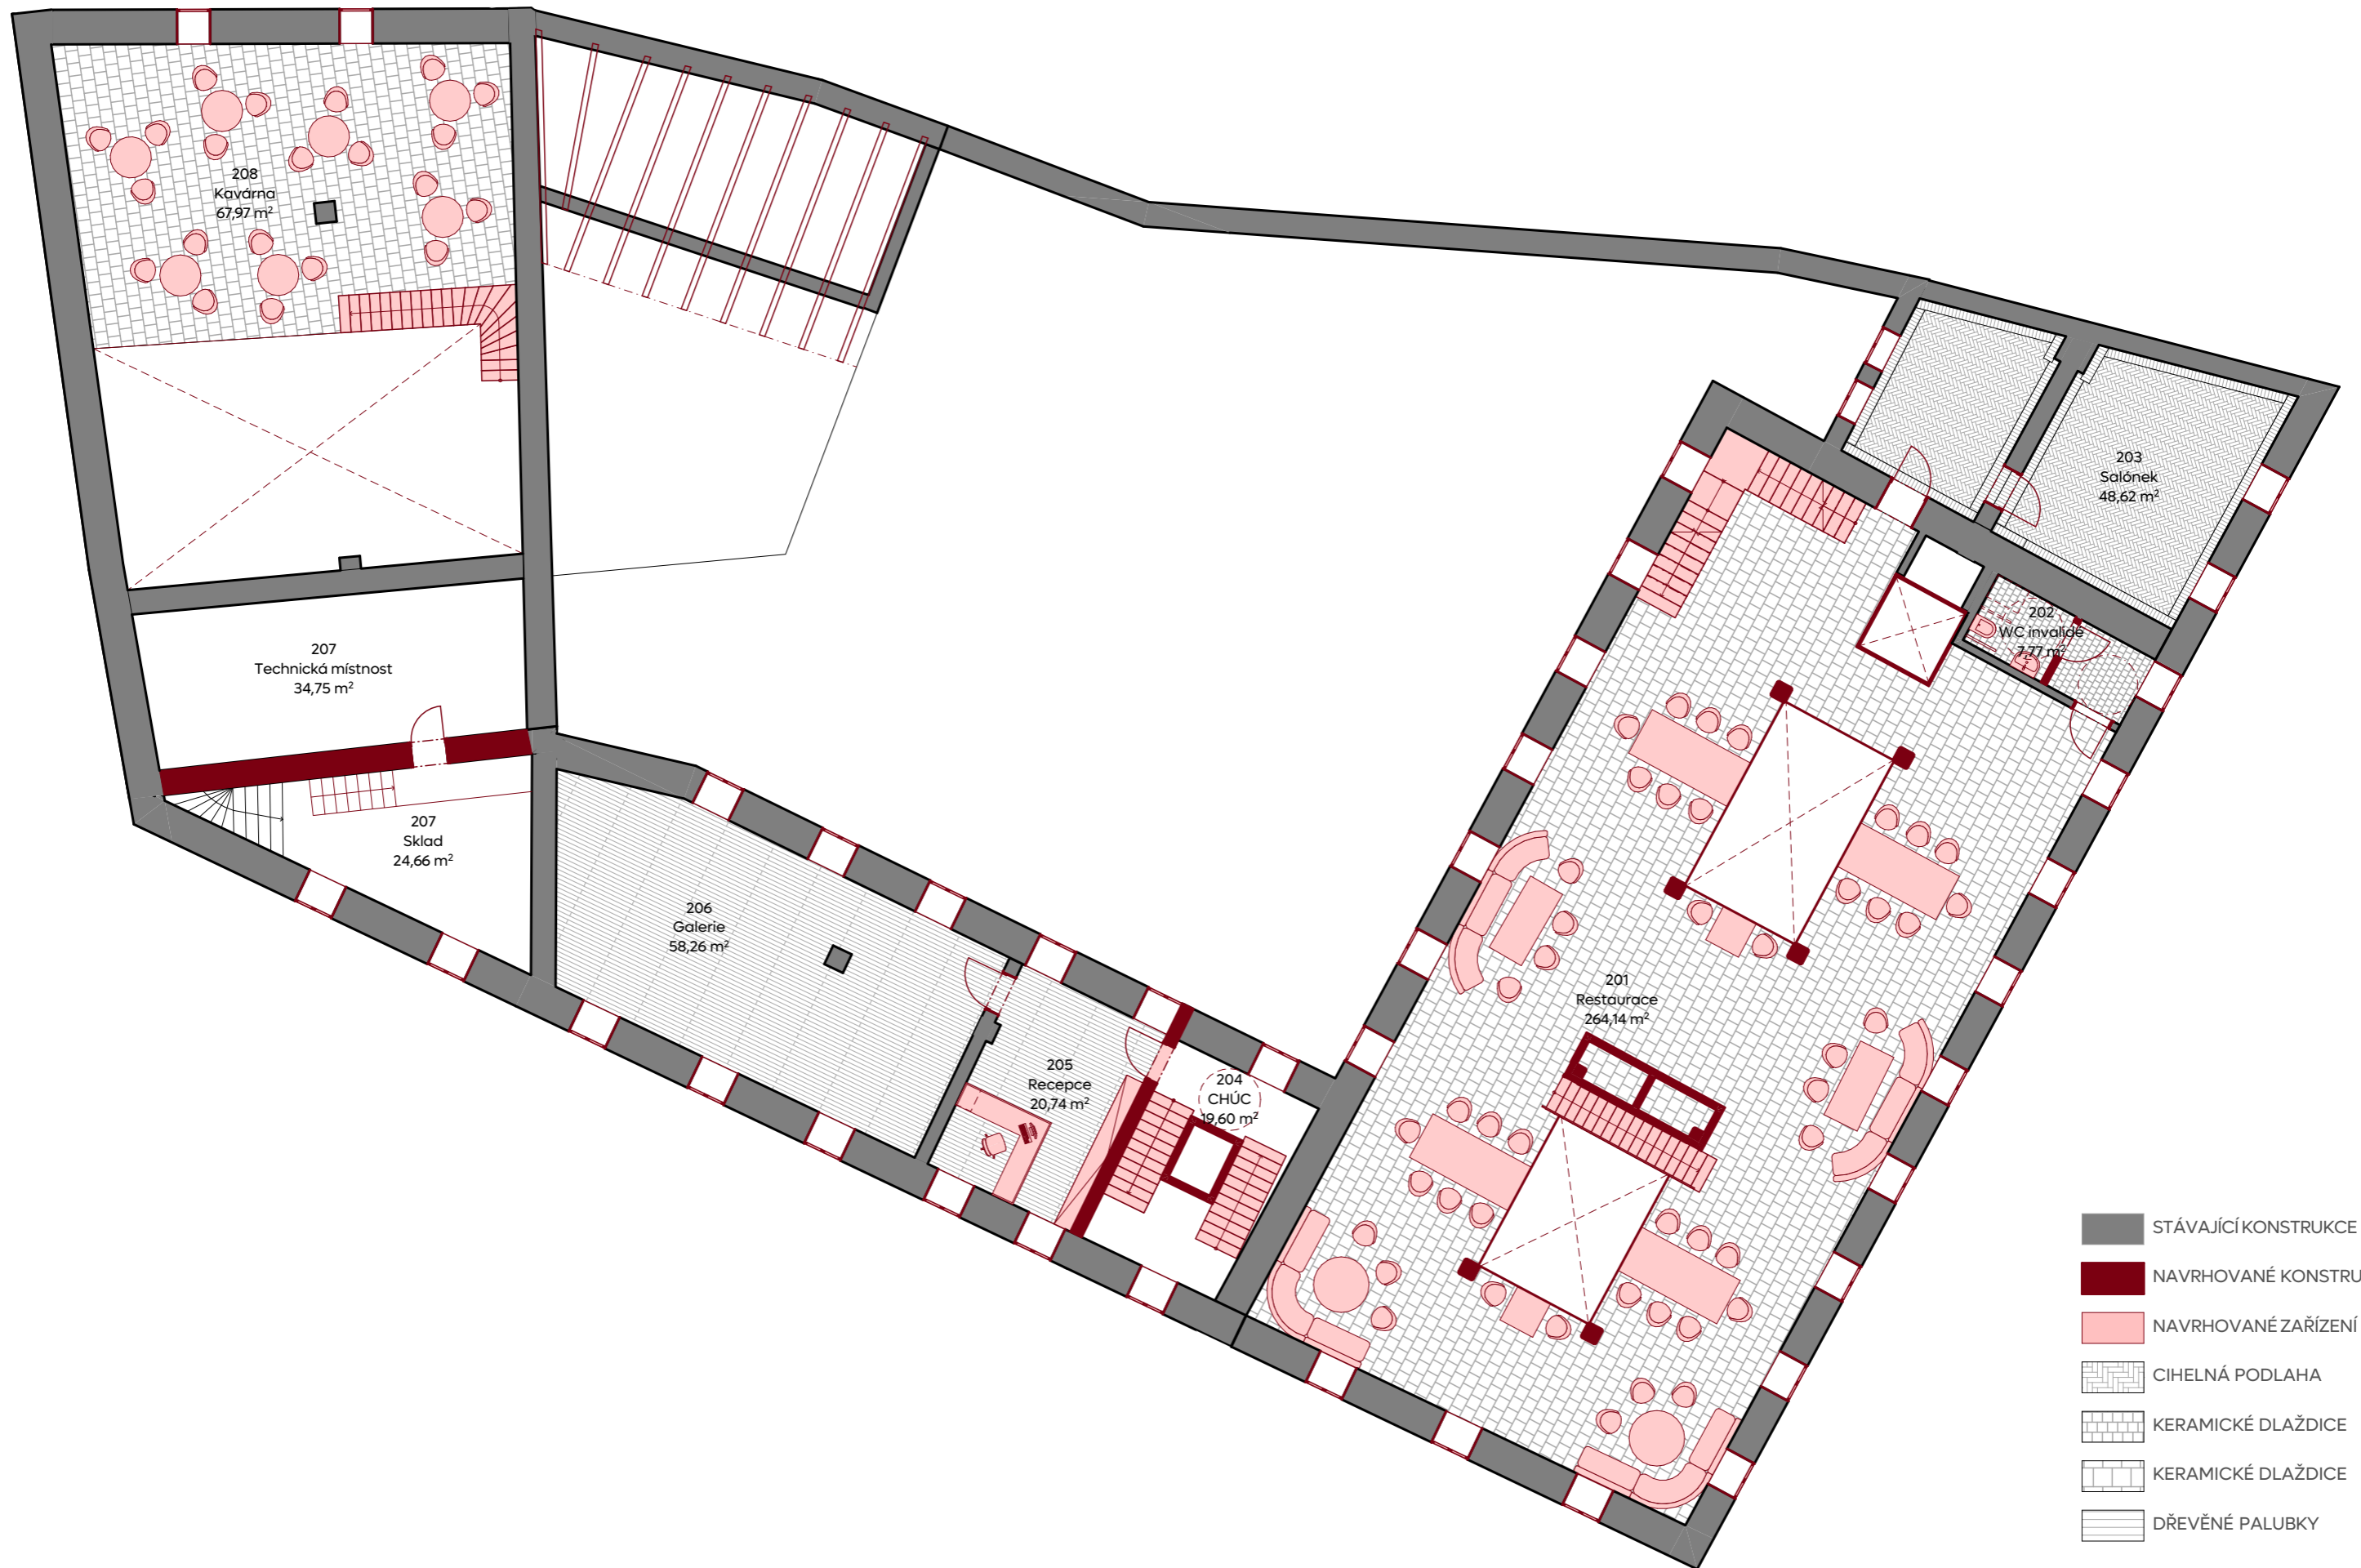 208
Kavárna
67,97 m²
203
Salónek
48,62 m²
202
WC invalidé
7,77 m²
207
Technická místnost
34,75 m²
207
Sklad
24,66 m²
206
Galerie
58,26 m²
201
Restaurace
264,14 m²
205
Recepce
20,74 m²
204
CHÚC
19,60 m²
STÁVAJÍCÍ KONSTRUKCE
NAVRHOVANÉ KONSTRU
NAVRHOVANÉ ZAŘÍZENÍ
CIHELNÁ PODLAHA
KERAMICKÉ DLAŽDICE
KERAMICKÉ DLAŽDICE
DŘEVĚNÉ PALUBKY